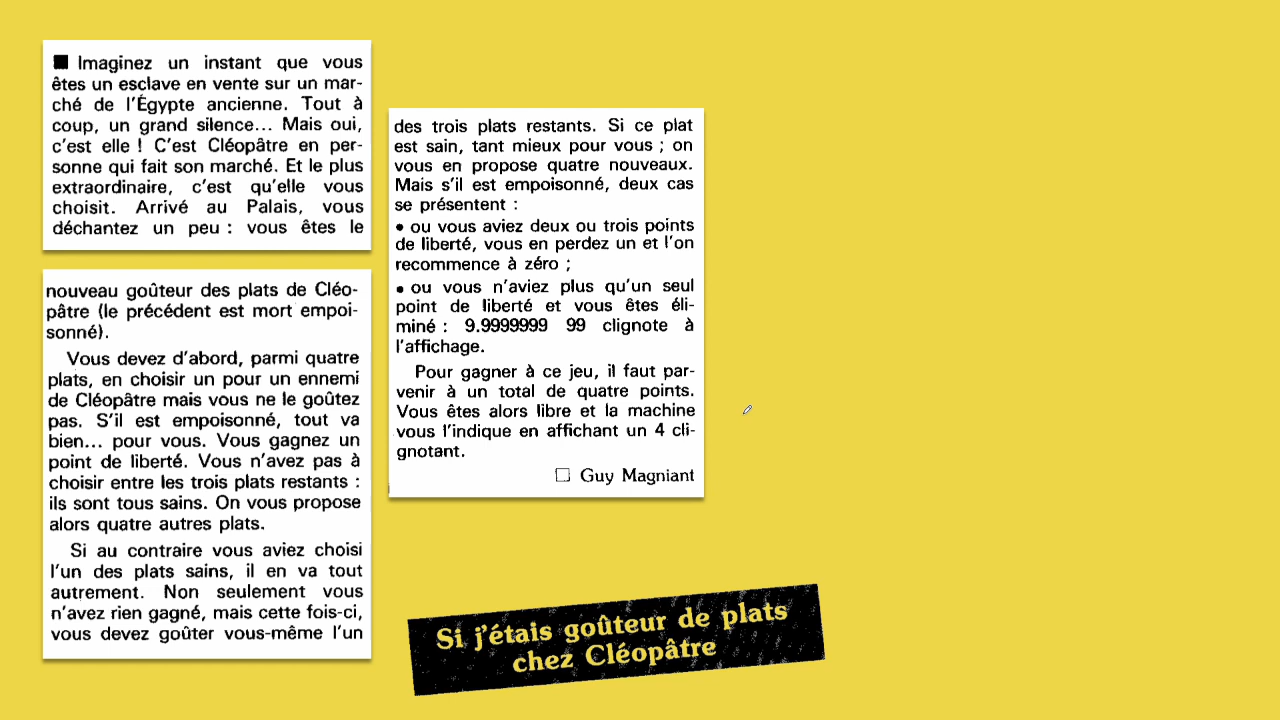 ■ Imaginez un instant que vous
êtes un esclave en vente sur un mar-
ché de l'Égypte ancienne. Tout à
coup, un grand silence... Mais oui,
c'est elle ! C'est Cléopâtre en per-
sonne qui fait son marché. Et le plus
extraordinaire, c'est qu'elle vous
choisit. Arrivé au Palais, vous
déchantez un peu : vous êtes le
nouveau goûteur des plats de Cléo-
pâtre (le précédent est mort empoi-
sonné).
Vous devez d'abord, parmi quatre
plats, en choisir un pour un ennemi
de Cléopâtre mais vous ne le goûtez
pas. S'il est empoisonné, tout va
bien... pour vous. Vous gagnez un
point de liberté. Vous n'avez pas à
choisir entre les trois plats restants :
ils sont tous sains. On vous propose
alors quatre autres plats.
Si au contraire vous aviez choisi
l'un des plats sains, il en va tout
autrement. Non seulement vous
n'avez rien gagné, mais cette fois-ci,
vous devez goûter vous-même l'un
des trois plats restants. Si ce plat
est sain, tant mieux pour vous ; on
vous en propose quatre nouveaux.
Mais s'il est empoisonné, deux cas
se présentent :
• ou vous aviez deux ou trois points
de liberté, vous en perdez un et l'on
recommence à zéro ;
• ou vous n'aviez plus qu'un seul
point de liberté et vous êtes éli-
miné : 9.9999999 99 clignote à
l'affichage.
Pour gagner à ce jeu, il faut par-
venir à un total de quatre points.
Vous êtes alors libre et la machine
vous l'indique en affichant un 4 cli-
gnotant.
□ Guy Magniant
Si j'étais goûteur de plats
chez Cléopâtre